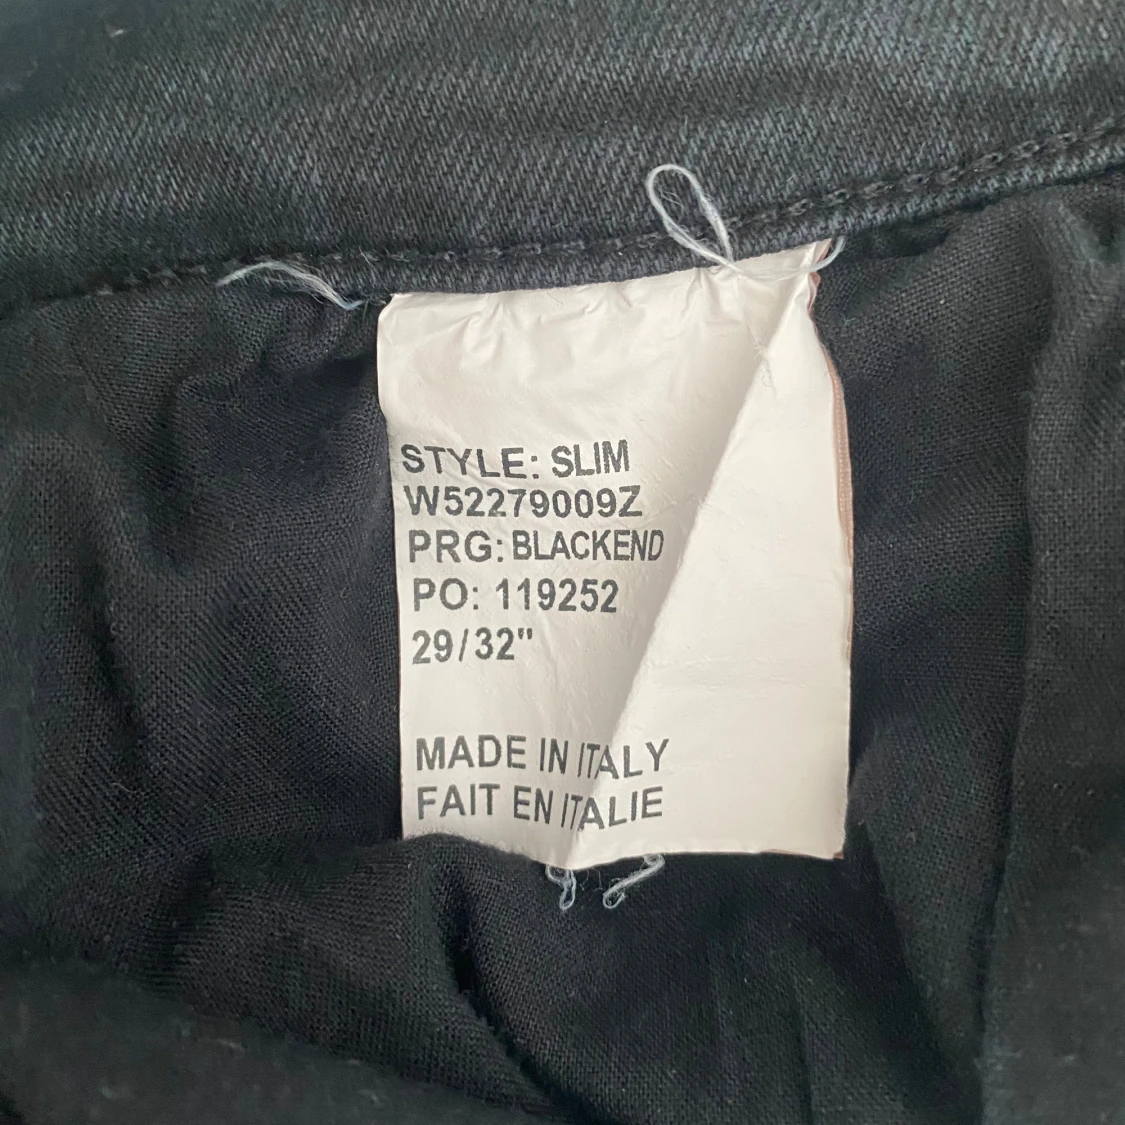 STYLE: SLIM
W52279009Z
PRG: BLACKEND
PO: 119252
29/32"
MADE IN ITALY
FAIT EN ITALIE